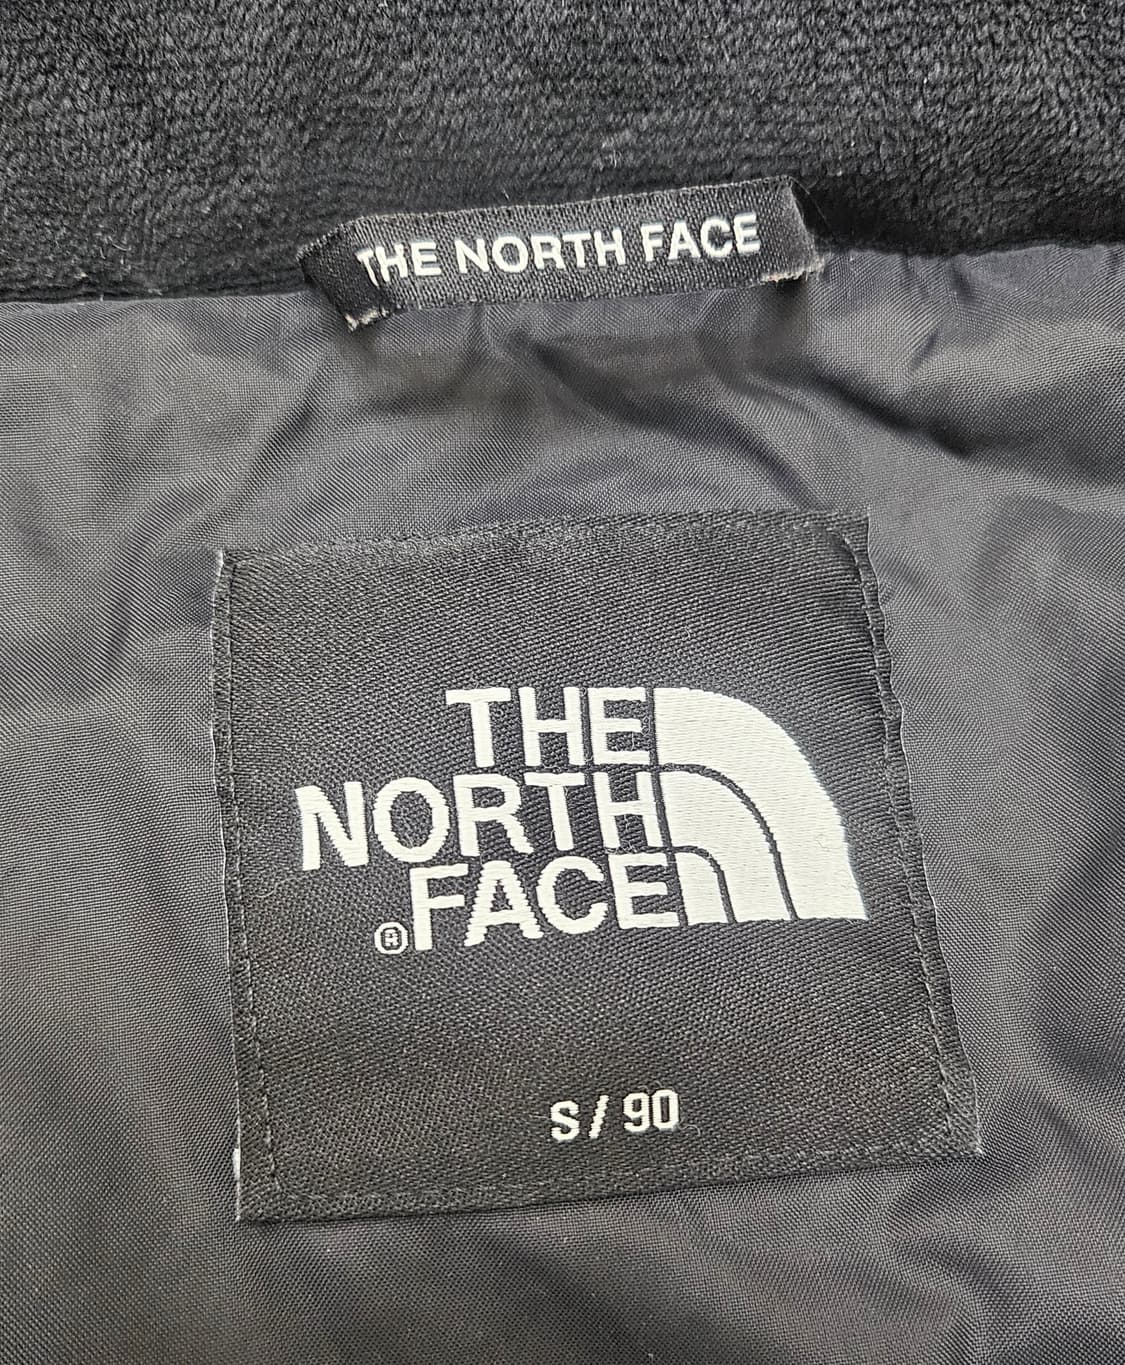 THE NORTH FACE
THE
NORTH
®FACE
S / 90